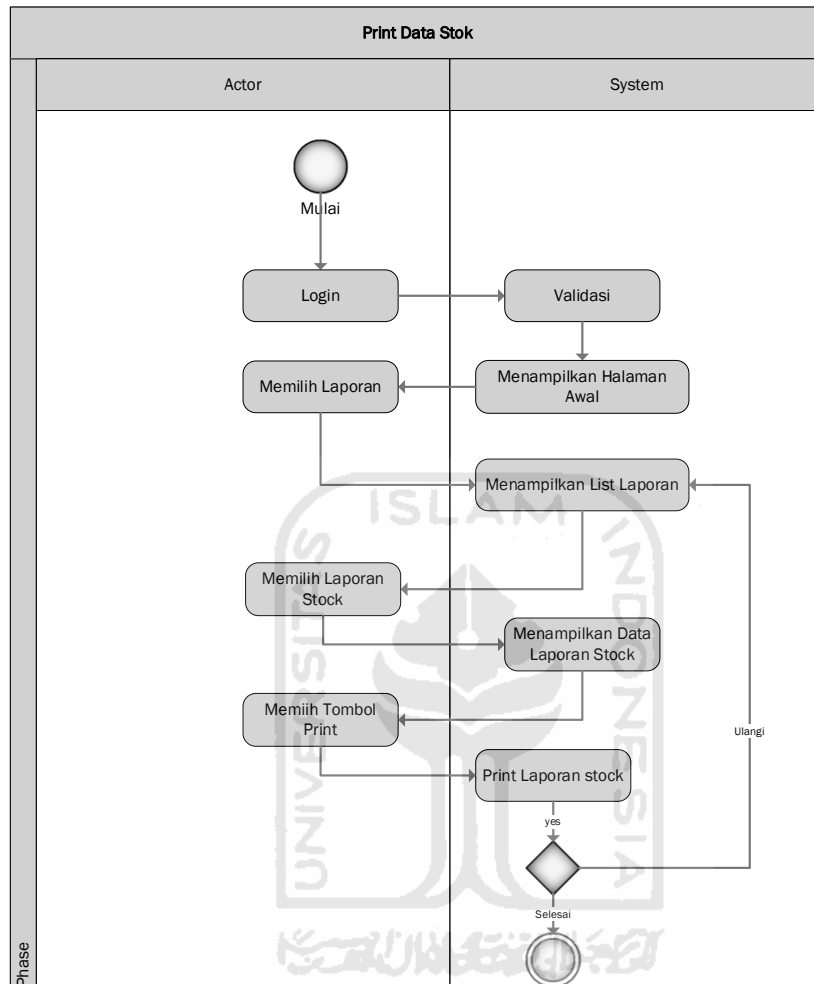 Print Data Stok
Actor
System
Mulai
Login
Validasi
Memilih Laporan
Menampilkan Halaman
Awal
Menampilkan List Laporan
ISLAM
UNIVERSITAS
INDONESIA
Memilih Laporan
Stock
Menampilkan Data
Laporan Stock
Memiih Tombol
Print
Ulangi
Print Laporan stock
yes
Selesai
Phase